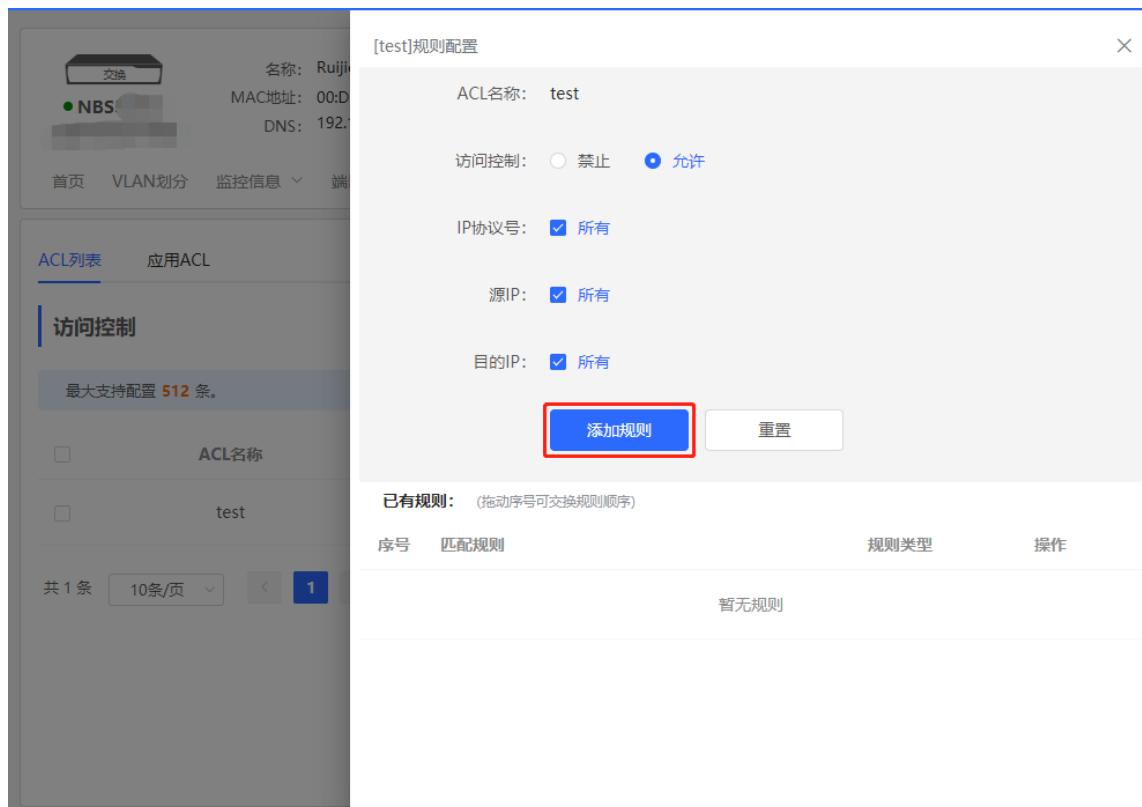 [test]规则配置
交换
NBS
名称: Ruiji
MAC地址: 00:D
DNS: 192.
首页 VLAN划分 监控信息 端
ACL名称: test
访问控制: 禁止 允许
IP协议号: 所有
源IP: 所有
目的IP: 所有
添加规则 重置
ACL列表 应用ACL
访问控制
最大支持配置 512 条。
ACL名称
test
共 1 条 10条/页 1
已有规则: (拖动序号可交换规则顺序)
序号 匹配规则 规则类型 操作
暂无规则